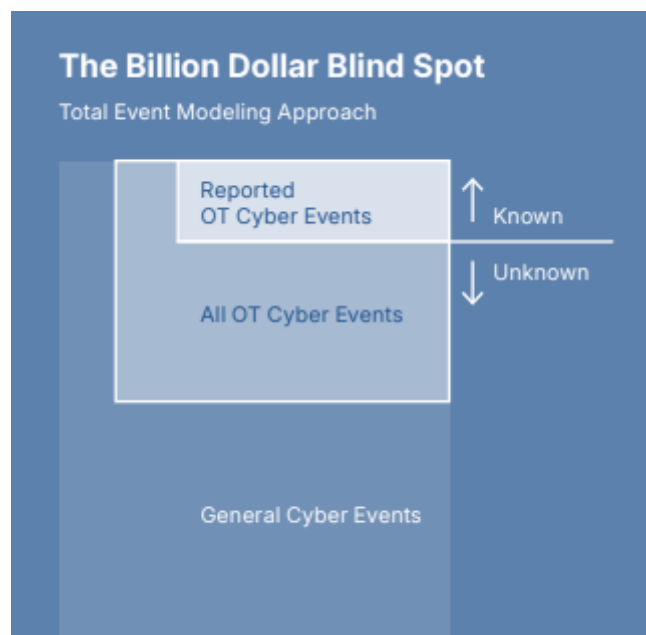 The Billion Dollar Blind Spot
Total Event Modeling Approach
Reported
OT Cyber Events
Known
Unknown
All OT Cyber Events
General Cyber Events